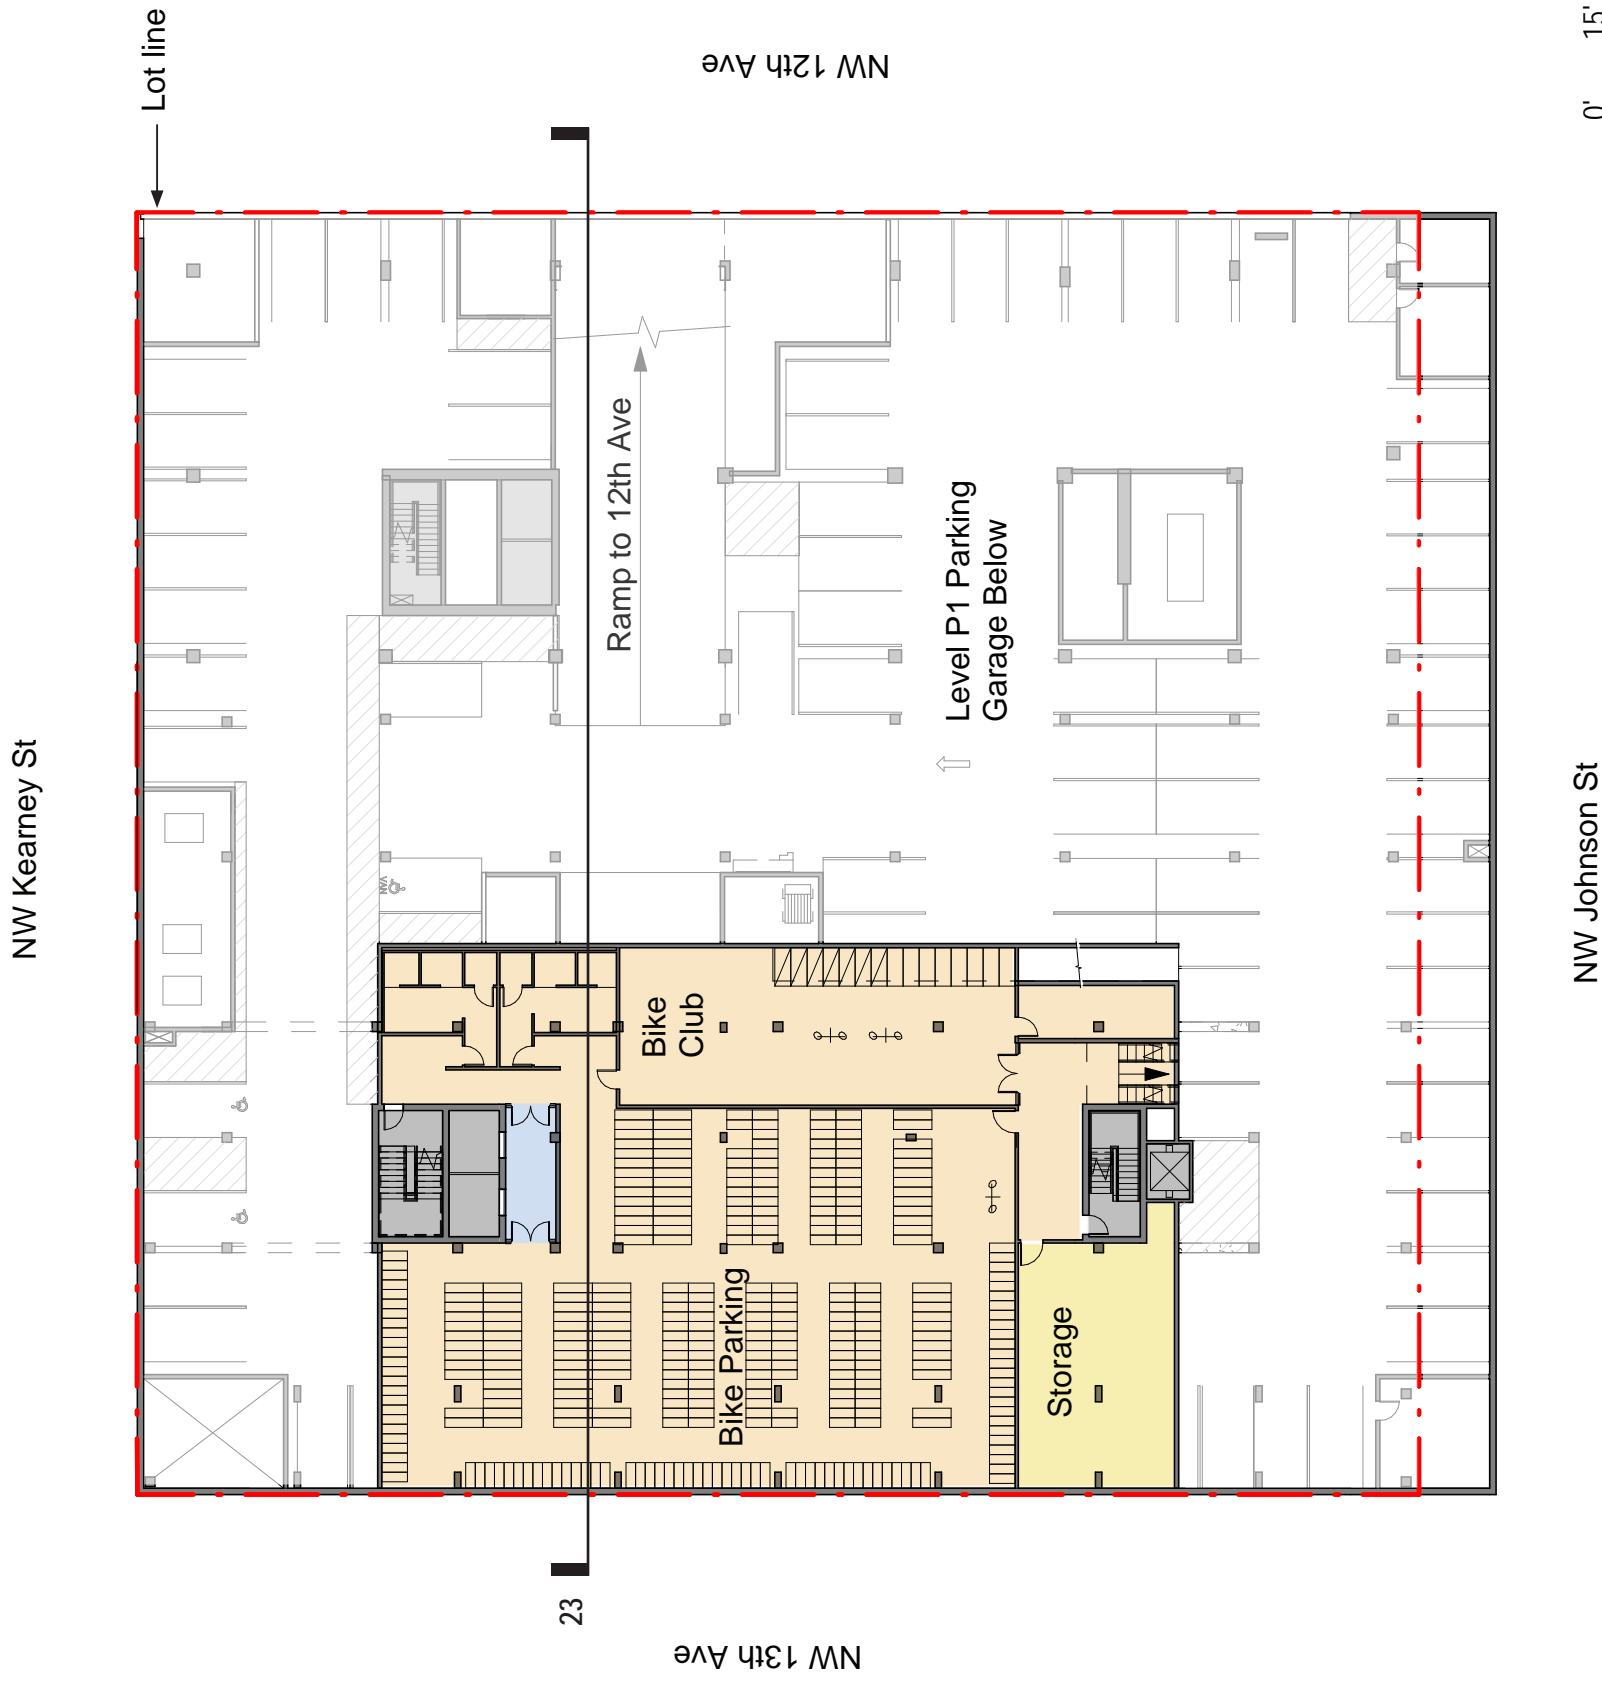 NW Kearney St
Lot line
NW 12th Ave
0'
15'
Ramp to 12th Ave
Level P1 Parking
Garage Below
VAN
Bike
Club
Bike Parking
Storage
NW Johnson St
23
NW 13th Ave